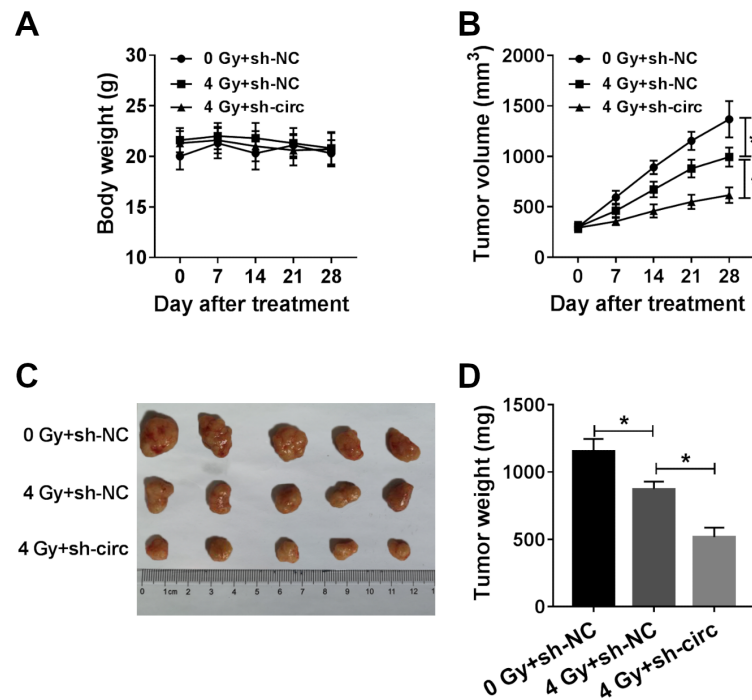 A
0 Gy+sh-NC
4 Gy+sh-NC
4 Gy+sh-circ
Body weight (g)
30
25
20
15
10
0 7 14 21 28
Day after treatment
B
0 Gy+sh-NC
4 Gy+sh-NC
4 Gy+sh-circ
Tumor volume (mm³)
2000
1500
1000
500
0
0 7 14 21 28
Day after treatment
C
0 Gy+sh-NC
4 Gy+sh-NC
4 Gy+sh-circ
0 1cm 2 3 4 5 6 7 8 9 10 11 12
D
Tumor weight (mg)
1500
1000
500
0
*
*
0 Gy+sh-NC
4 Gy+sh-NC
4 Gy+sh-circ